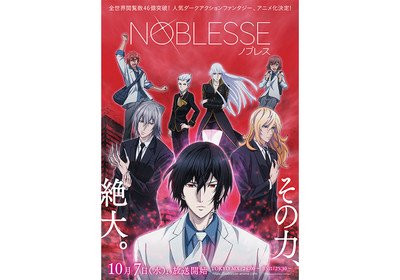 全世界閲覧数46億突破! 人気ダークアクションファンタジー、アニメ化決定!
NOBLESSE
ノブレス
その力、
絶大。
10月7日(水)放送開始